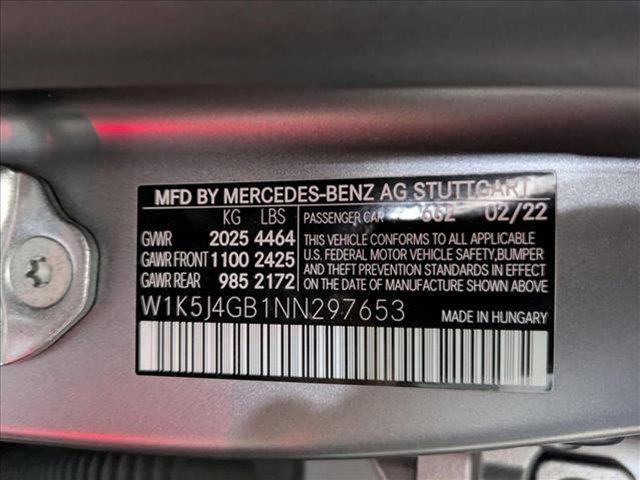 MFD BY MERCEDES-BENZ AG STUTTGART
KG LBS PASSENGER CAR 662 02/22
GVWR 2025 4464
GAWR FRONT 1100 2425
GAWR REAR 985 2172
THIS VEHICLE CONFORMS TO ALL APPLICABLE
U.S. FEDERAL MOTOR VEHICLE SAFETY,BUMPER
AND THEFT PREVENTION STANDARDS IN EFFECT
ON THE DATE OF MANUFACTURE SHOWN ABOVE
W1K5J4GB1NN297653 MADE IN HUNGARY